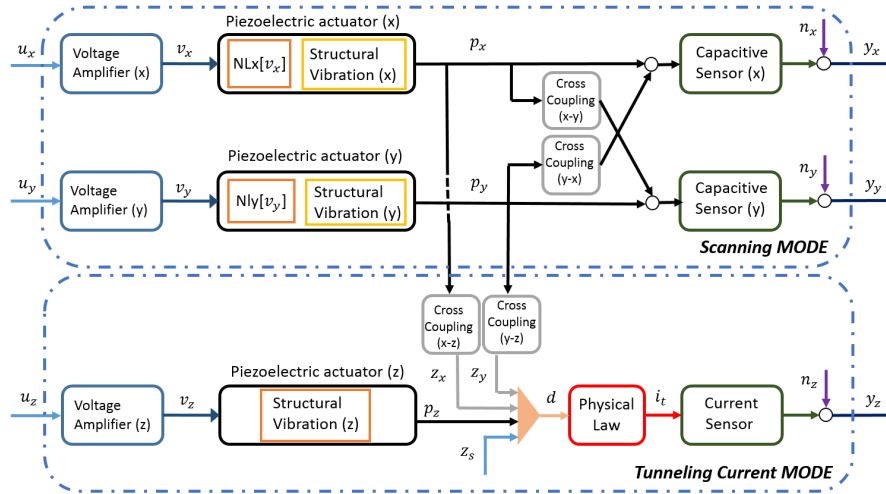 Piezoelectric actuator (x)
u_x
Voltage
Amplifier (x)
v_x
NLx[v_x]
Structural
Vibration (x)
p_x
Cross
Coupling
(x-y)
Capacitive
Sensor (x)
n_x
y_x
Piezoelectric actuator (y)
u_y
Voltage
Amplifier (y)
v_y
Nly[v_y]
Structural
Vibration (y)
p_y
Cross
Coupling
(y-x)
Capacitive
Sensor (y)
n_y
y_y
Scanning MODE
Cross
Coupling
(x-z)
Cross
Coupling
(y-z)
Piezoelectric actuator (z)
u_z
Voltage
Amplifier (z)
v_z
Structural
Vibration (z)
p_z
z_x
z_y
z_s
d
Physical
Law
i_t
Current
Sensor
n_z
y_z
Tunneling Current MODE